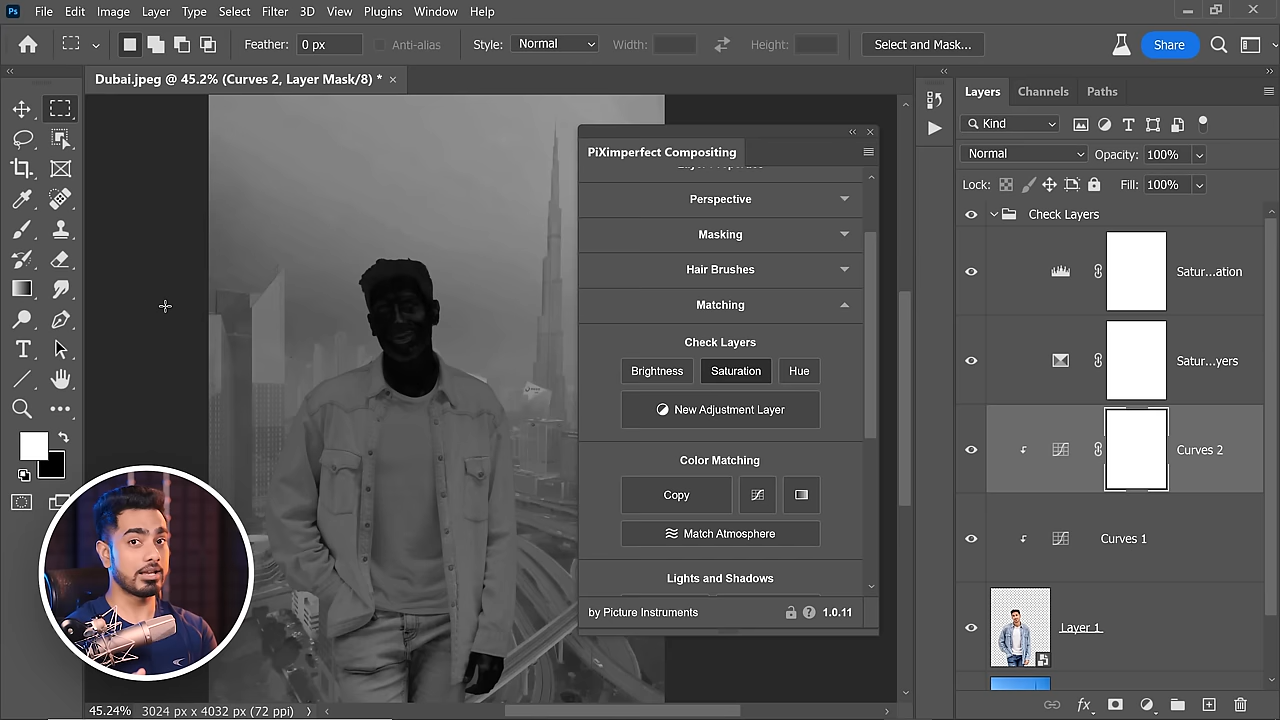 Ps File Edit Image Layer Type Select Filter 3D View Plugins Window Help
Feather: 0 px Anti-alias Style: Normal Width: Height: Select and Mask... Share
Dubai.jpeg @ 45.2% (Curves 2, Layer Mask/8) *
PiXimperfect Compositing
Perspective
Masking
Hair Brushes
Matching
Check Layers
Brightness Saturation Hue
New Adjustment Layer
Color Matching
Copy
Match Atmosphere
Lights and Shadows
by Picture Instruments 1.0.11
Layers Channels Paths
Kind
Normal Opacity: 100%
Lock: Fill: 100%
Check Layers
Satur...ation
Satur...yers
Curves 2
Curves 1
Layer 1
45.24% 3024 px x 4032 px (72 ppi)